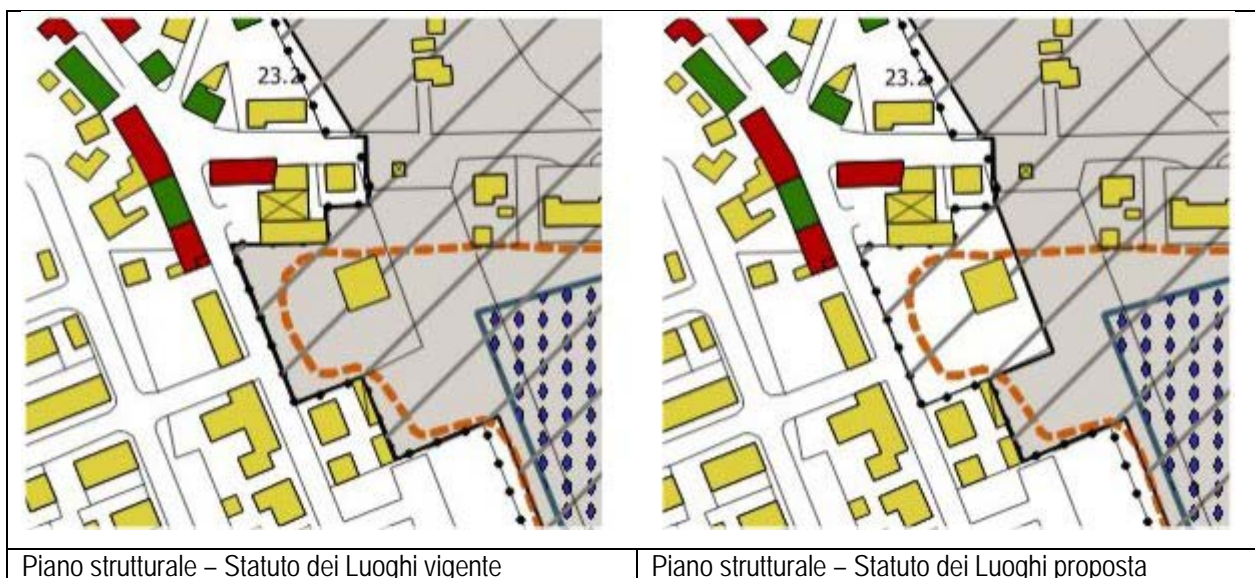 23.2
23.2
Piano strutturale – Statuto dei Luoghi vigente
Piano strutturale – Statuto dei Luoghi proposta